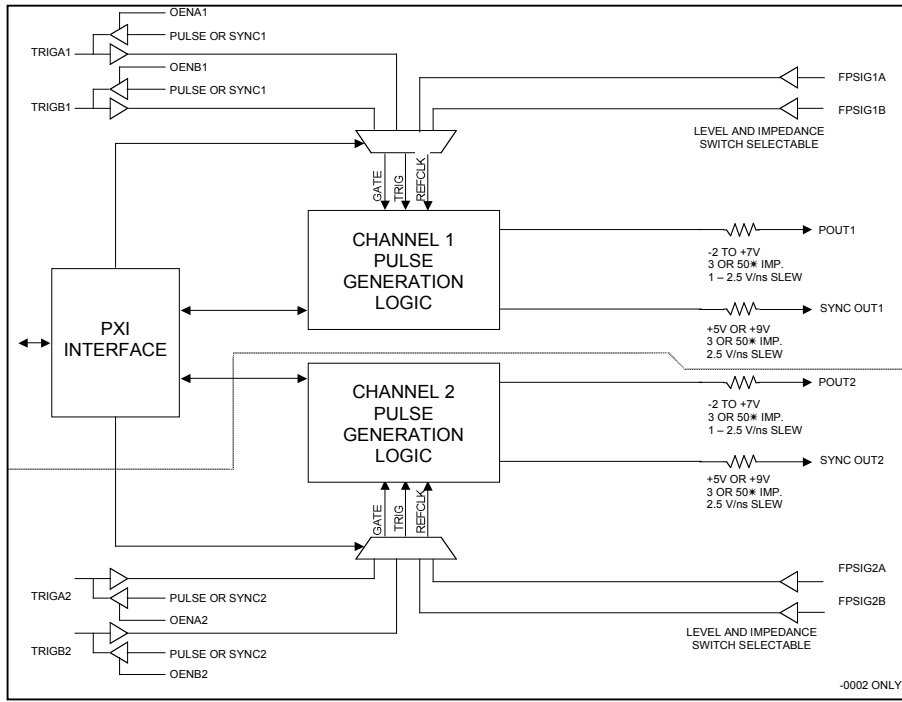 OENA1
PULSE OR SYNC1
TRIGA1
OENB1
PULSE OR SYNC1
TRIGB1
FPSIG1A
FPSIG1B
LEVEL AND IMPEDANCE
SWITCH SELECTABLE
GATE
TRIG
REFCLK
CHANNEL 1
PULSE
GENERATION
LOGIC
POUT1
-2 TO +7V
3 OR 50✷ IMP.
1 – 2.5 V/ns SLEW
SYNC OUT1
+5V OR +9V
3 OR 50✷ IMP.
2.5 V/ns SLEW
PXI
INTERFACE
CHANNEL 2
PULSE
GENERATION
LOGIC
POUT2
-2 TO +7V
3 OR 50✷ IMP.
1 – 2.5 V/ns SLEW
SYNC OUT2
+5V OR +9V
3 OR 50✷ IMP.
2.5 V/ns SLEW
GATE
TRIG
REFCLK
TRIGA2
PULSE OR SYNC2
OENA2
TRIGB2
PULSE OR SYNC2
OENB2
FPSIG2A
FPSIG2B
LEVEL AND IMPEDANCE
SWITCH SELECTABLE
-0002 ONLY